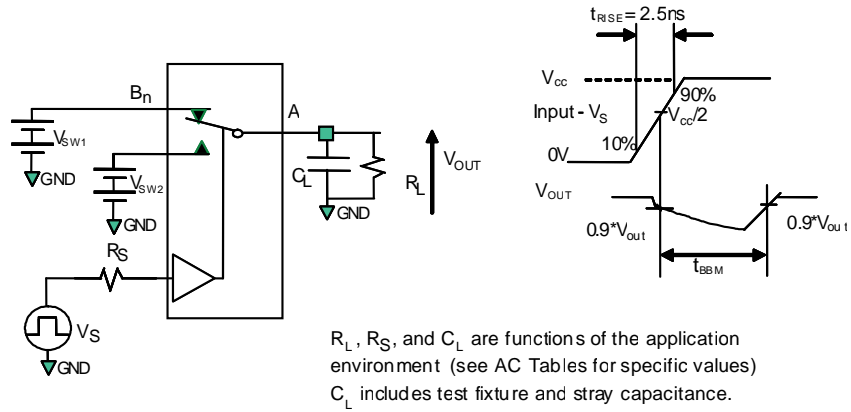 tRISE = 2.5ns
Vcc
Input - VS
90%
Vcc/2
10%
0V
VOUT
0.9*Vout
0.9*Vout
tBBM
Bn
A
VSW1
GND
VSW2
GND
CL
RL
GND
VOUT
RS
VS
GND
RL, RS, and CL are functions of the application
environment (see AC Tables for specific values)
CL includes test fixture and stray capacitance.